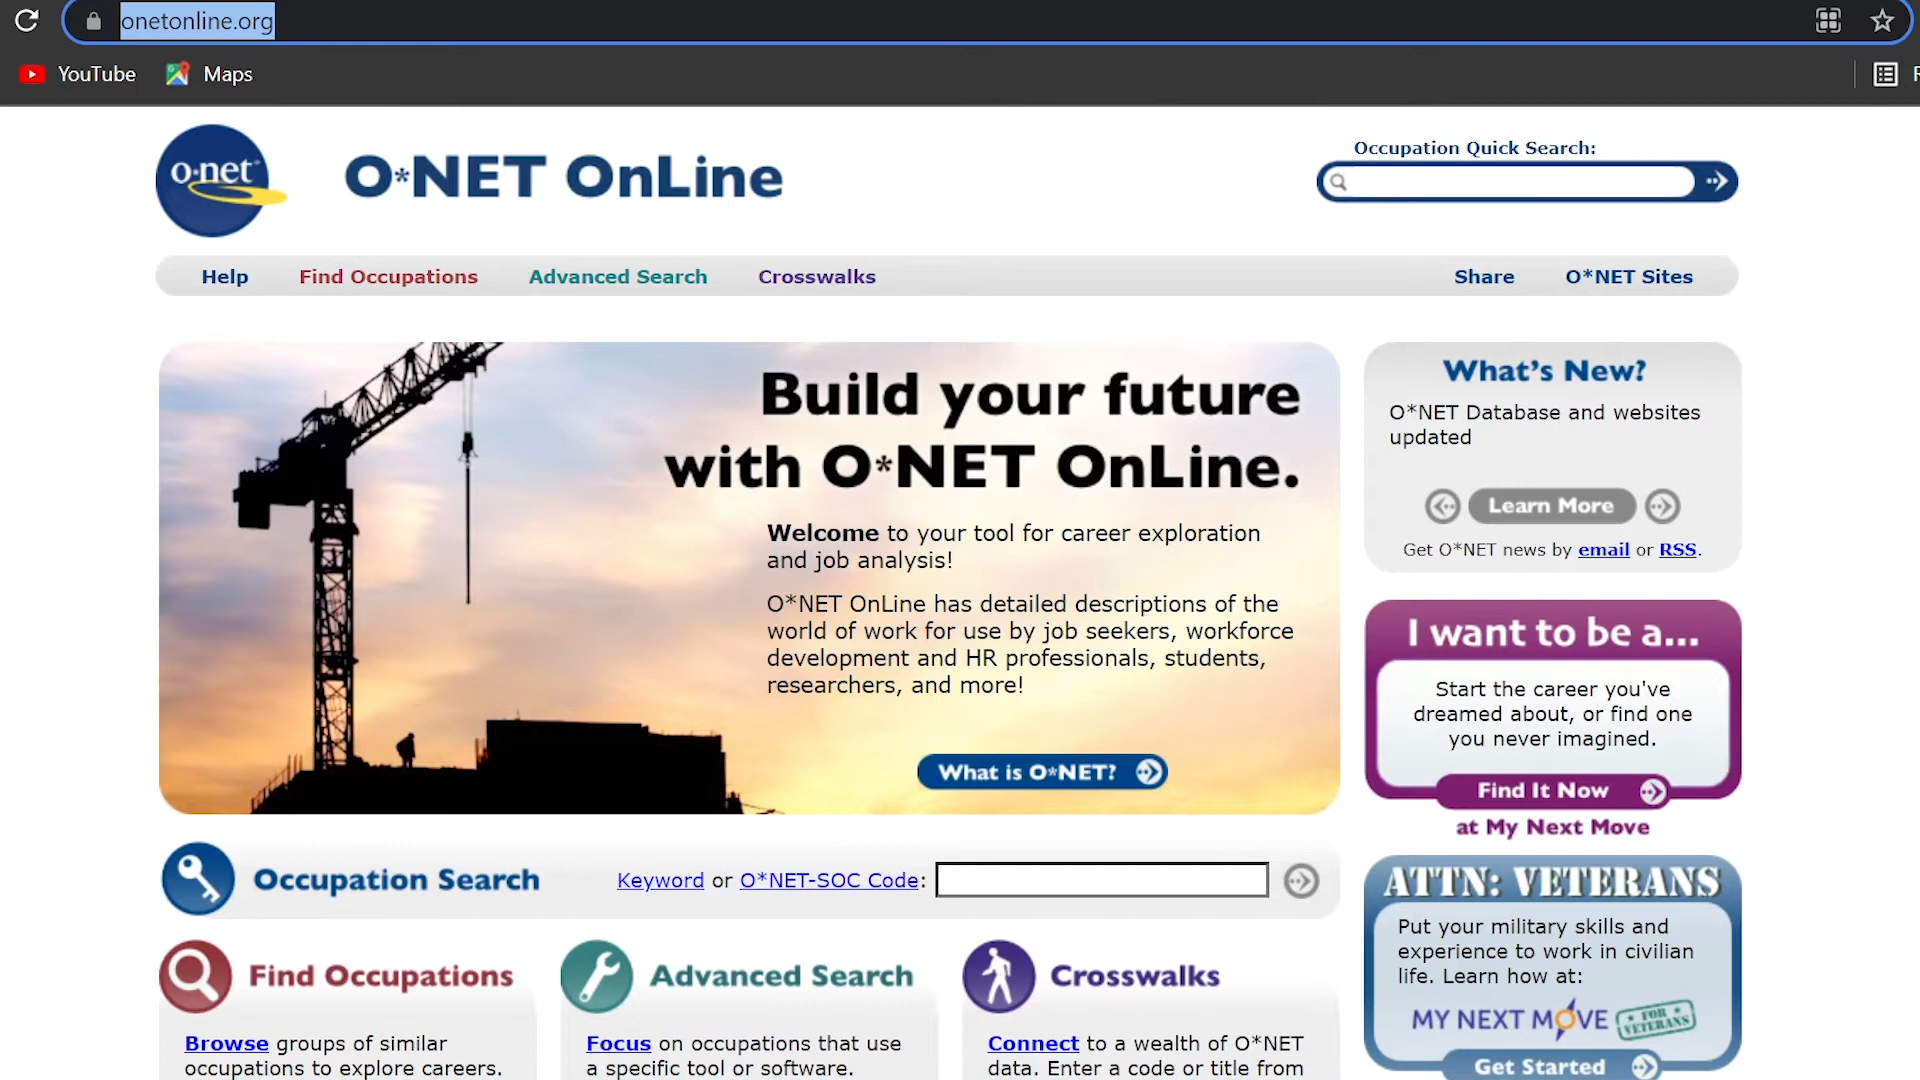 onetonline.org
YouTube
Maps
o·net
O*NET OnLine
Occupation Quick Search:
Help
Find Occupations
Advanced Search
Crosswalks
Share
O*NET Sites
Build your future
with O*NET OnLine.
Welcome to your tool for career exploration
and job analysis!
O*NET OnLine has detailed descriptions of the
world of work for use by job seekers, workforce
development and HR professionals, students,
researchers, and more!
What is O*NET?
What's New?
O*NET Database and websites
updated
Learn More
Get O*NET news by email or RSS.
I want to be a...
Start the career you've
dreamed about, or find one
you never imagined.
Find It Now
at My Next Move
Occupation Search
Keyword or O*NET-SOC Code:
Find Occupations
Browse groups of similar
occupations to explore careers.
Advanced Search
Focus on occupations that use
a specific tool or software.
Crosswalks
Connect to a wealth of O*NET
data. Enter a code or title from
ATTN: VETERANS
Put your military skills and
experience to work in civilian
life. Learn how at:
MY NEXT MOVE
FOR
VETERANS
Get Started